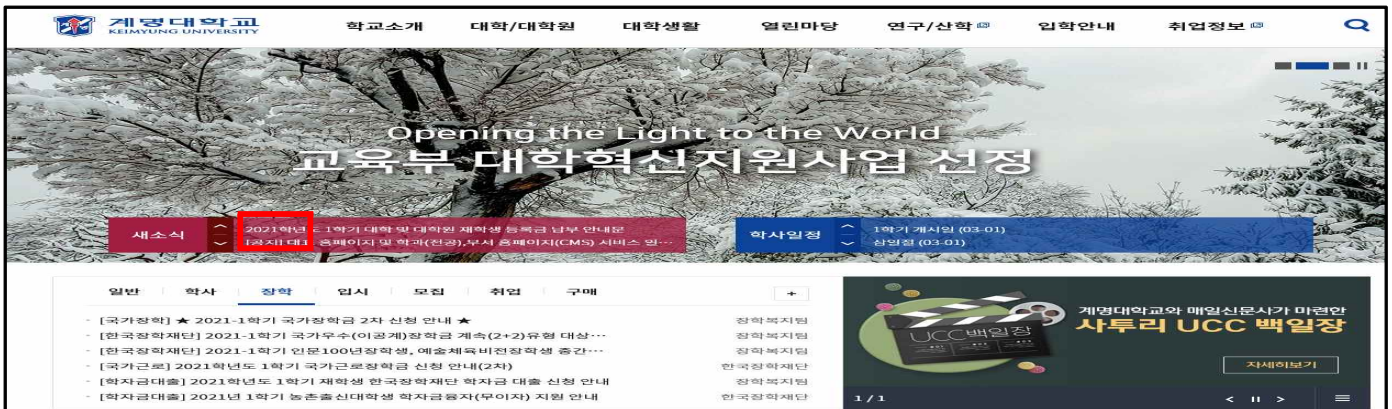 계명대학교
KEIMYUNG UNIVERSITY
학교소개 대학/대학원 대학생활 열린마당 연구/산학 입학안내 취업정보
Opening the Light to the World
교육부 대학혁신지원사업 선정
새소식
2021학년도 1학기 대학 및 대학원 재학생 등록금 납부 안내문
[공지] 대표 홈페이지 및 학과(전공),부서 홈페이지(CMS) 서비스 일…
학사일정
1학기 개시일 (03-01)
삼일절 (03-01)
일반 학사 장학 입시 모집 취업 구매 +
- [국가장학] ★ 2021-1학기 국가장학금 2차 신청 안내 ★ 장학복지팀
- [한국장학재단] 2021-1학기 국가우수(이공계)장학금 계속(2+2)유형 대상… 장학복지팀
- [한국장학재단] 2021-1학기 인문100년장학생, 예술체육비전장학생 중간… 장학복지팀
- [국가근로] 2021학년도 1학기 국가근로장학금 신청 안내(2차) 한국장학재단
- [학자금대출] 2021학년도 1학기 재학생 한국장학재단 학자금 대출 신청 안내 장학복지팀
- [학자금대출] 2021년 1학기 농촌출신대학생 학자금융자(무이자) 지원 안내 한국장학재단
UCC백일장
계명대학교와 매일신문사가 마련한
사투리 UCC 백일장
자세히보기
1 / 1